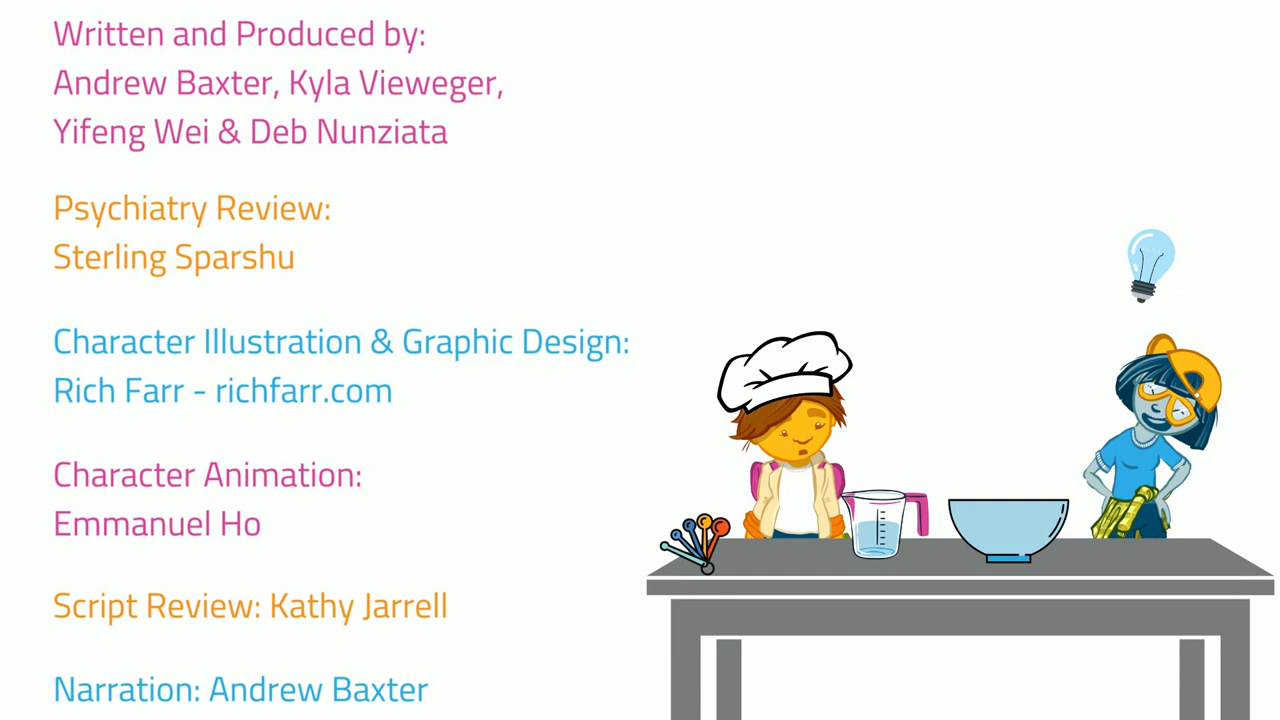 Written and Produced by:
Andrew Baxter, Kyla Vieweger,
Yifeng Wei & Deb Nunziata
Psychiatry Review:
Sterling Sparshu
Character Illustration & Graphic Design:
Rich Farr - richfarr.com
Character Animation:
Emmanuel Ho
Script Review: Kathy Jarrell
Narration: Andrew Baxter